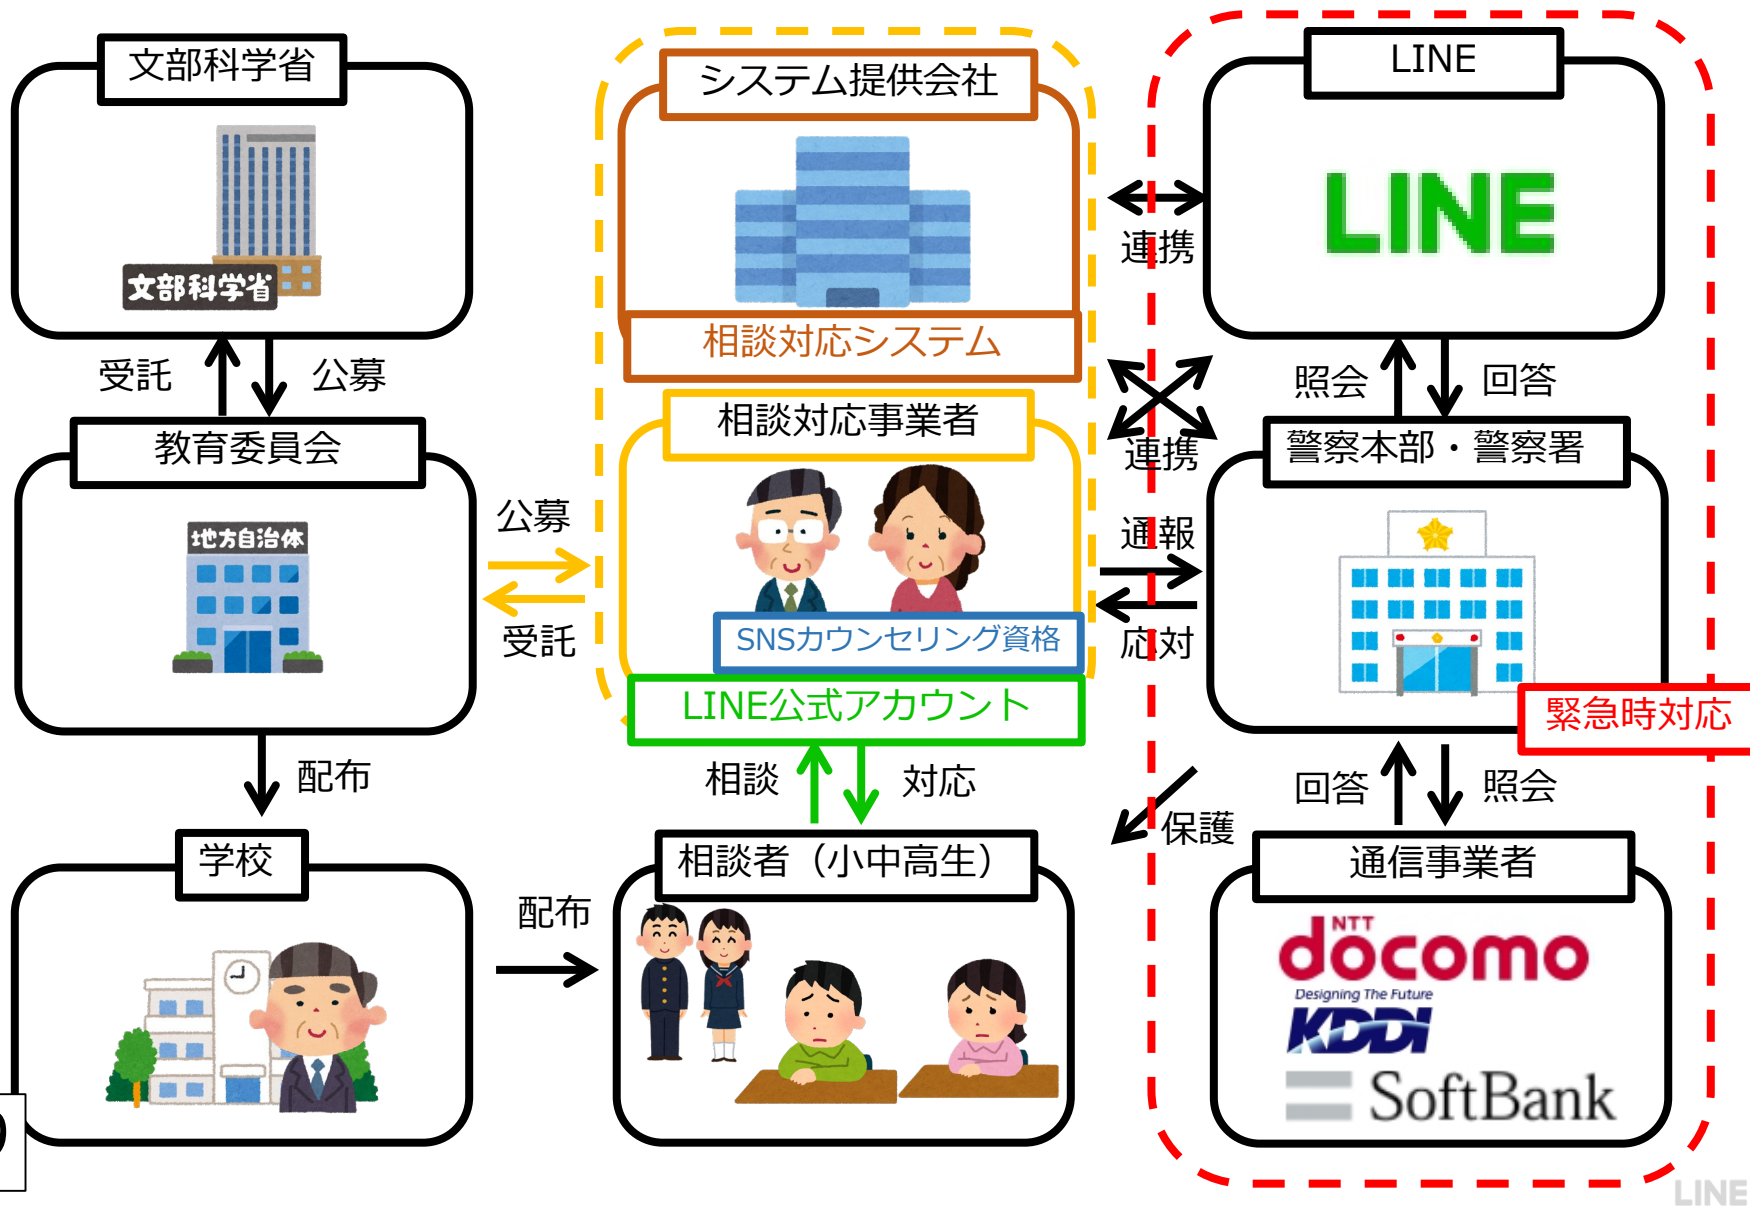 文部科学省
文部科学省
受託
公募
教育委員会
地方自治体
配布
学校
公募
受託
配布
システム提供会社
相談対応システム
相談対応事業者
SNSカウンセリング資格
LINE公式アカウント
相談
対応
相談者（小中高生）
連携
連携
通報
応対
保護
LINE
LINE
照会
回答
警察本部・警察署
緊急時対応
回答
照会
通信事業者
NTT
docomo
Designing The Future
KDDI
SoftBank
LINE